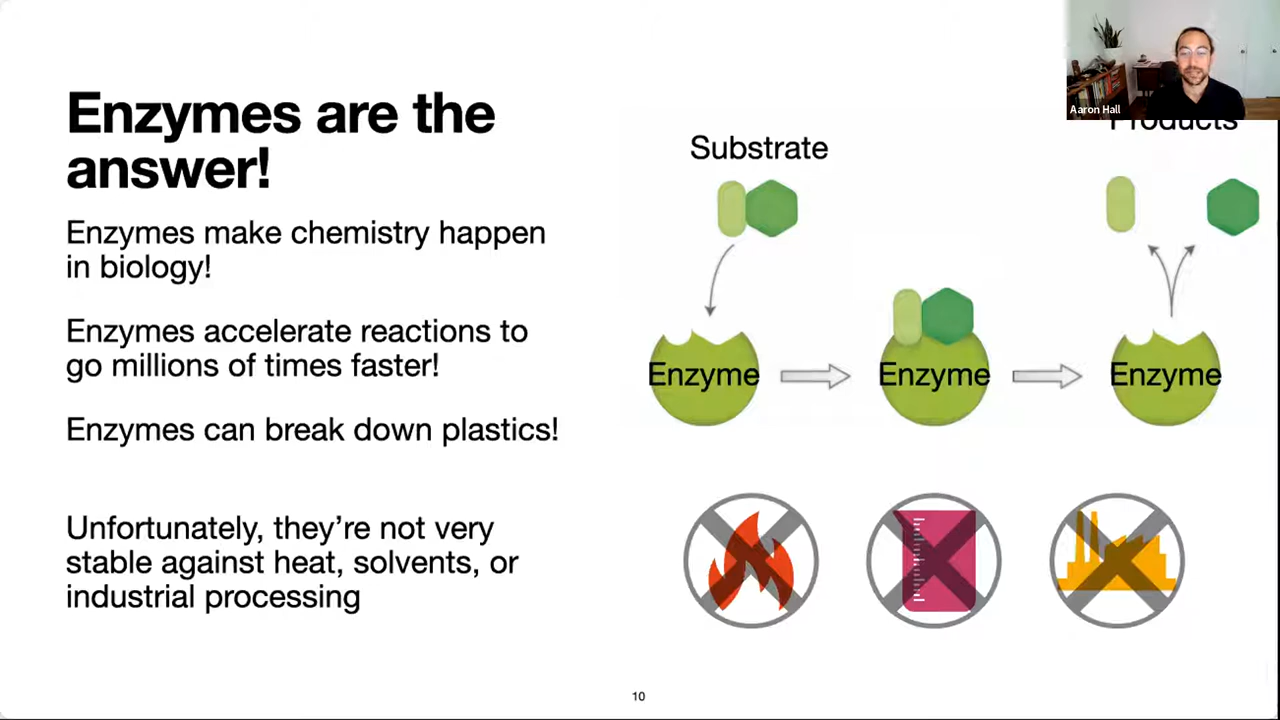 Enzymes are the
answer!
Enzymes make chemistry happen
in biology!
Enzymes accelerate reactions to
go millions of times faster!
Enzymes can break down plastics!
Unfortunately, they’re not very
stable against heat, solvents, or
industrial processing
Substrate
Products
Enzyme
Enzyme
Enzyme
Aaron Hall
10